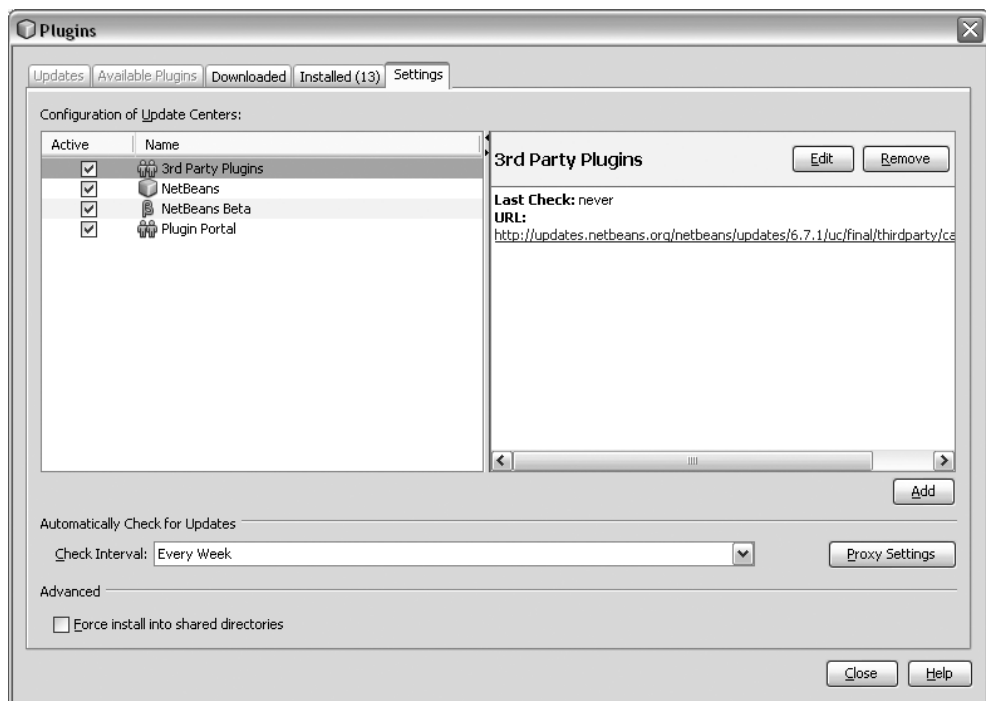 Plugins
Updates Available Plugins Downloaded Installed (13) Settings
Configuration of Update Centers:
Active Name
3rd Party Plugins
NetBeans
NetBeans Beta
Plugin Portal
3rd Party Plugins Edit Remove
Last Check: never
URL:
http://updates.netbeans.org/netbeans/updates/6.7.1/uc/final/thirdparty/ca
Add
Automatically Check for Updates
Check Interval: Every Week Proxy Settings
Advanced
Force install into shared directories
Close Help